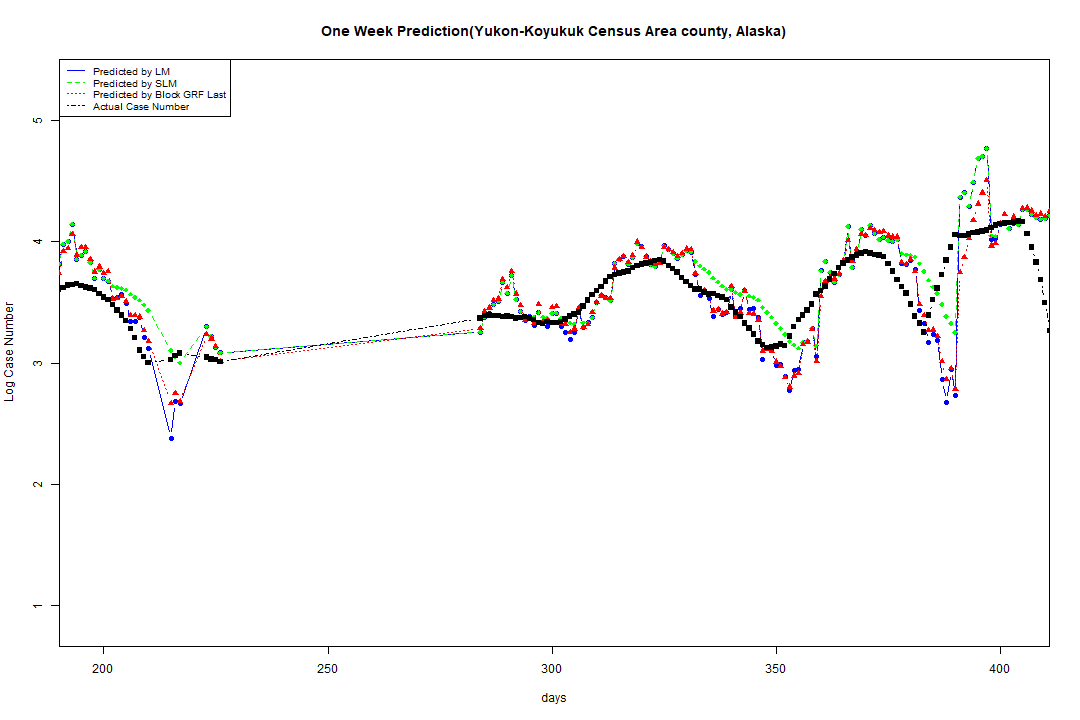 One Week Prediction(Yukon-Koyukuk Census Area county, Alaska)
Predicted by LM
Predicted by SLM
Predicted by Block GRF Last
Actual Case Number
5
4
3
2
1
Log Case Number
200 250 300 350 400
days